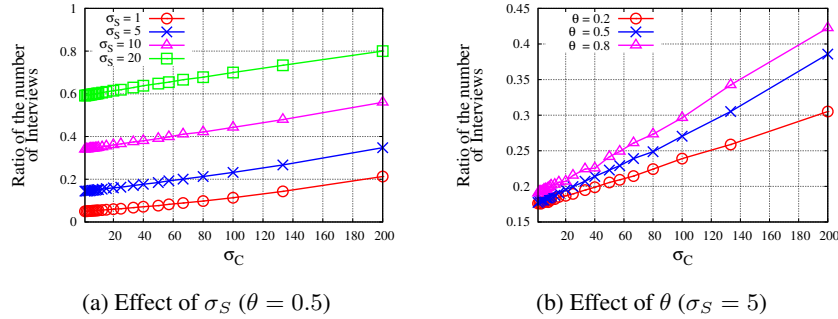 Ratio of the number
of Interviews
1
0.8
0.6
0.4
0.2
0
σS = 1
σS = 5
σS = 10
σS = 20
20 40 60 80 100 120 140 160 180 200
σC
(a) Effect of σS (θ = 0.5)
Ratio of the number
of Interviews
0.45
0.4
0.35
0.3
0.25
0.2
0.15
θ = 0.2
θ = 0.5
θ = 0.8
20 40 60 80 100 120 140 160 180 200
σC
(b) Effect of θ (σS = 5)